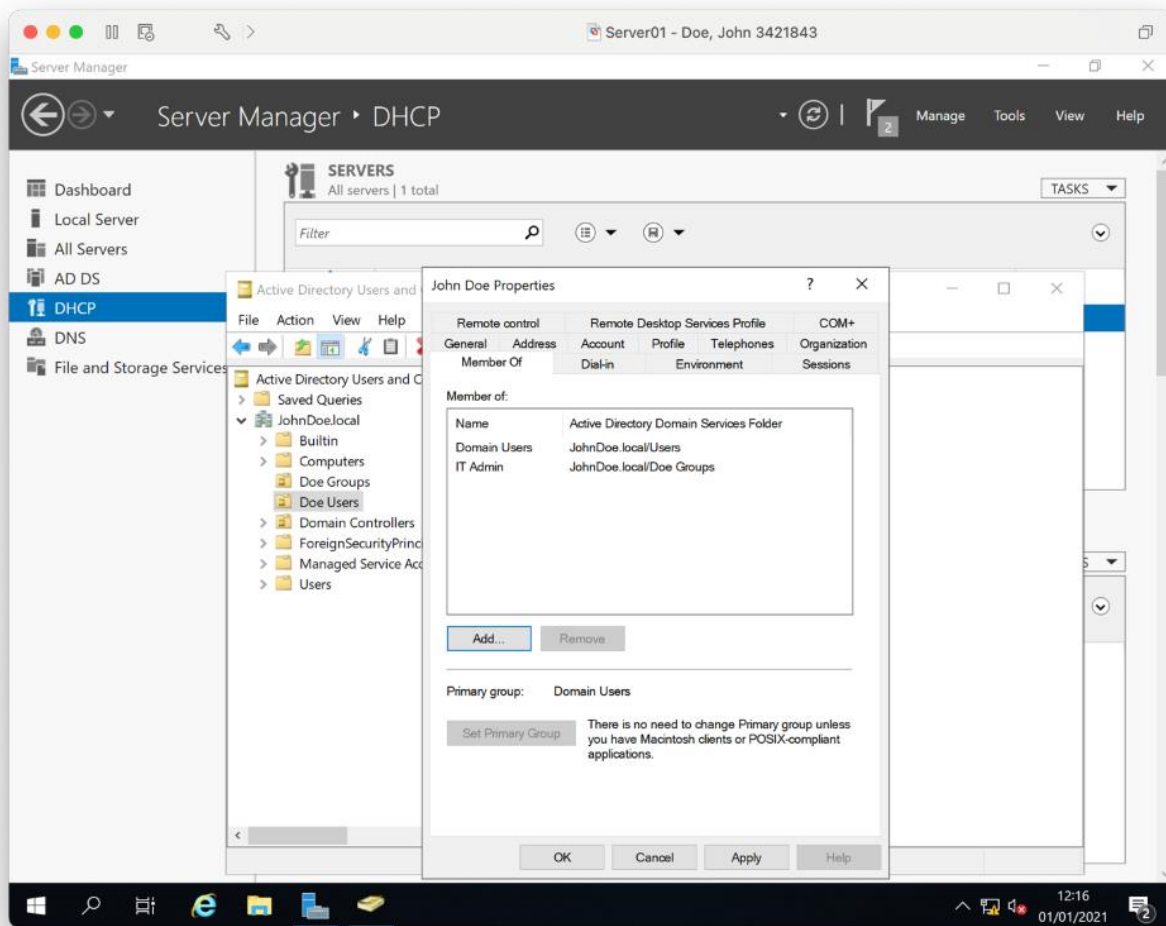 Server01 - Doe, John 3421843
Server Manager
Server Manager • DHCP
2
Manage Tools View Help
Dashboard
Local Server
All Servers
AD DS
DHCP
DNS
File and Storage Services
SERVERS
All servers | 1 total
TASKS
Filter
Active Directory Users and
File Action View Help
Active Directory Users and C
Saved Queries
JohnDoe.local
Builtin
Computers
Doe Groups
Doe Users
Domain Controllers
ForeignSecurityPrinc
Managed Service Acc
Users
John Doe Properties
Remote control Remote Desktop Services Profile COM+
General Address Account Profile Telephones Organization
Member Of Dial-in Environment Sessions
Member of:
Name Active Directory Domain Services Folder
Domain Users JohnDoe.local/Users
IT Admin JohnDoe.local/Doe Groups
Add... Remove
Primary group: Domain Users
Set Primary Group
There is no need to change Primary group unless
you have Macintosh clients or POSIX-compliant
applications.
OK Cancel Apply Help
12:16
01/01/2021
2